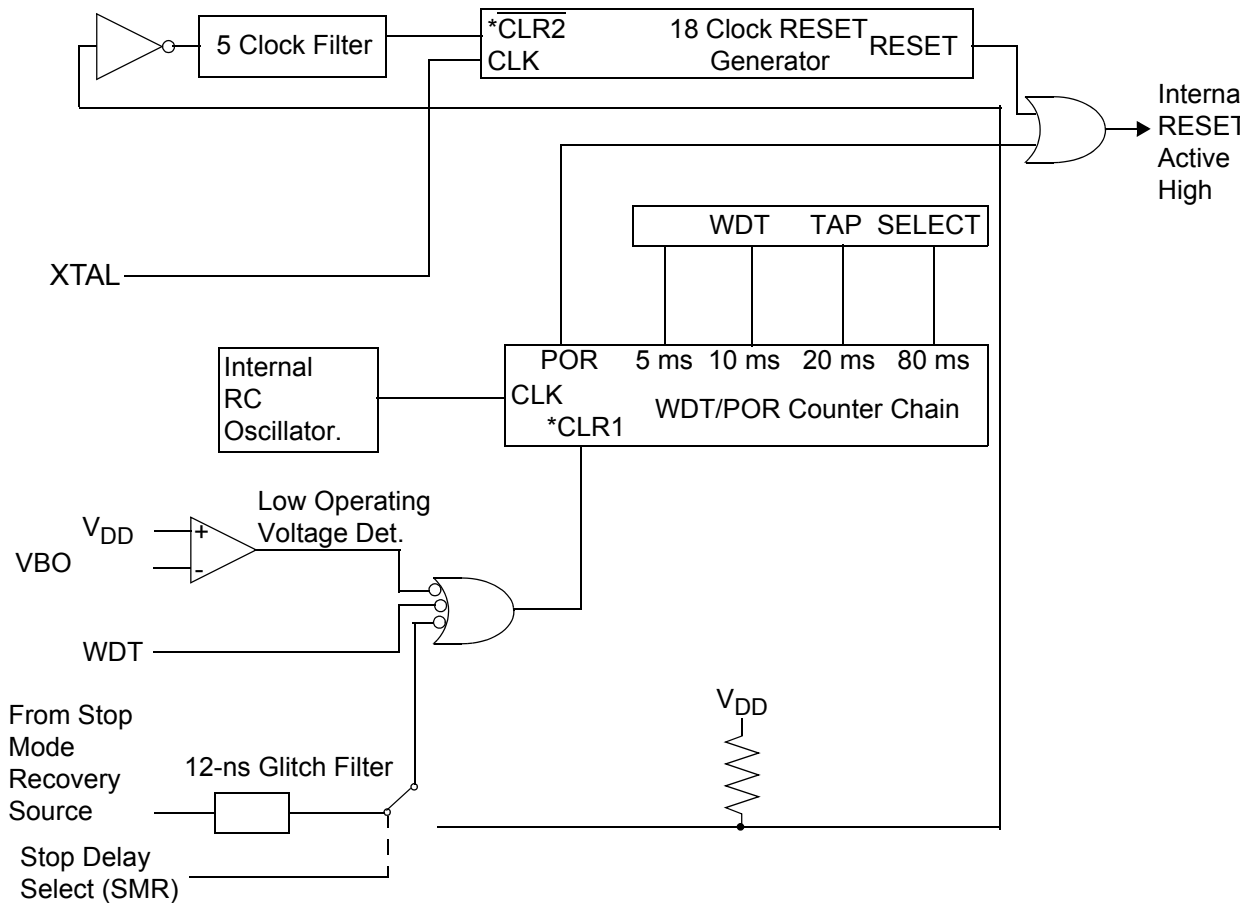 5 Clock Filter
*CLR2
CLK
18 Clock RESET
Generator
RESET
Interna
RESET
Active
High
WDT TAP SELECT
XTAL
POR 5 ms 10 ms 20 ms 80 ms
CLK
*CLR1
WDT/POR Counter Chain
Internal
RC
Oscillator.
Low Operating
Voltage Det.
VDD
VBO
+
-
WDT
VDD
From Stop
Mode
Recovery
Source
12-ns Glitch Filter
Stop Delay
Select (SMR)